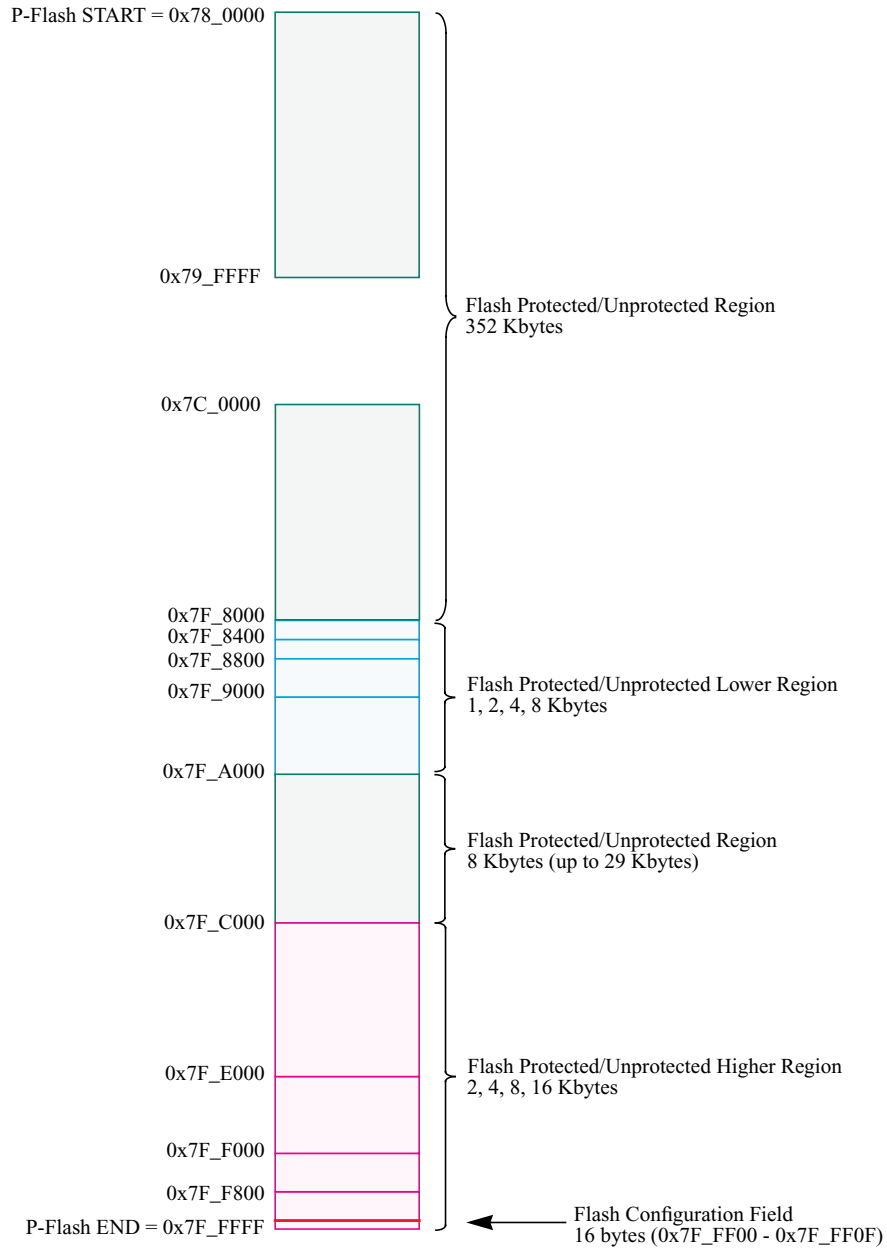 P-Flash START = 0x78_0000
0x79_FFFF
Flash Protected/Unprotected Region
352 Kbytes
0x7C_0000
0x7F_8000
0x7F_8400
0x7F_8800
0x7F_9000
Flash Protected/Unprotected Lower Region
1, 2, 4, 8 Kbytes
0x7F_A000
Flash Protected/Unprotected Region
8 Kbytes (up to 29 Kbytes)
0x7F_C000
Flash Protected/Unprotected Higher Region
2, 4, 8, 16 Kbytes
0x7F_E000
0x7F_F000
0x7F_F800
P-Flash END = 0x7F_FFFF
Flash Configuration Field
16 bytes (0x7F_FF00 - 0x7F_FF0F)